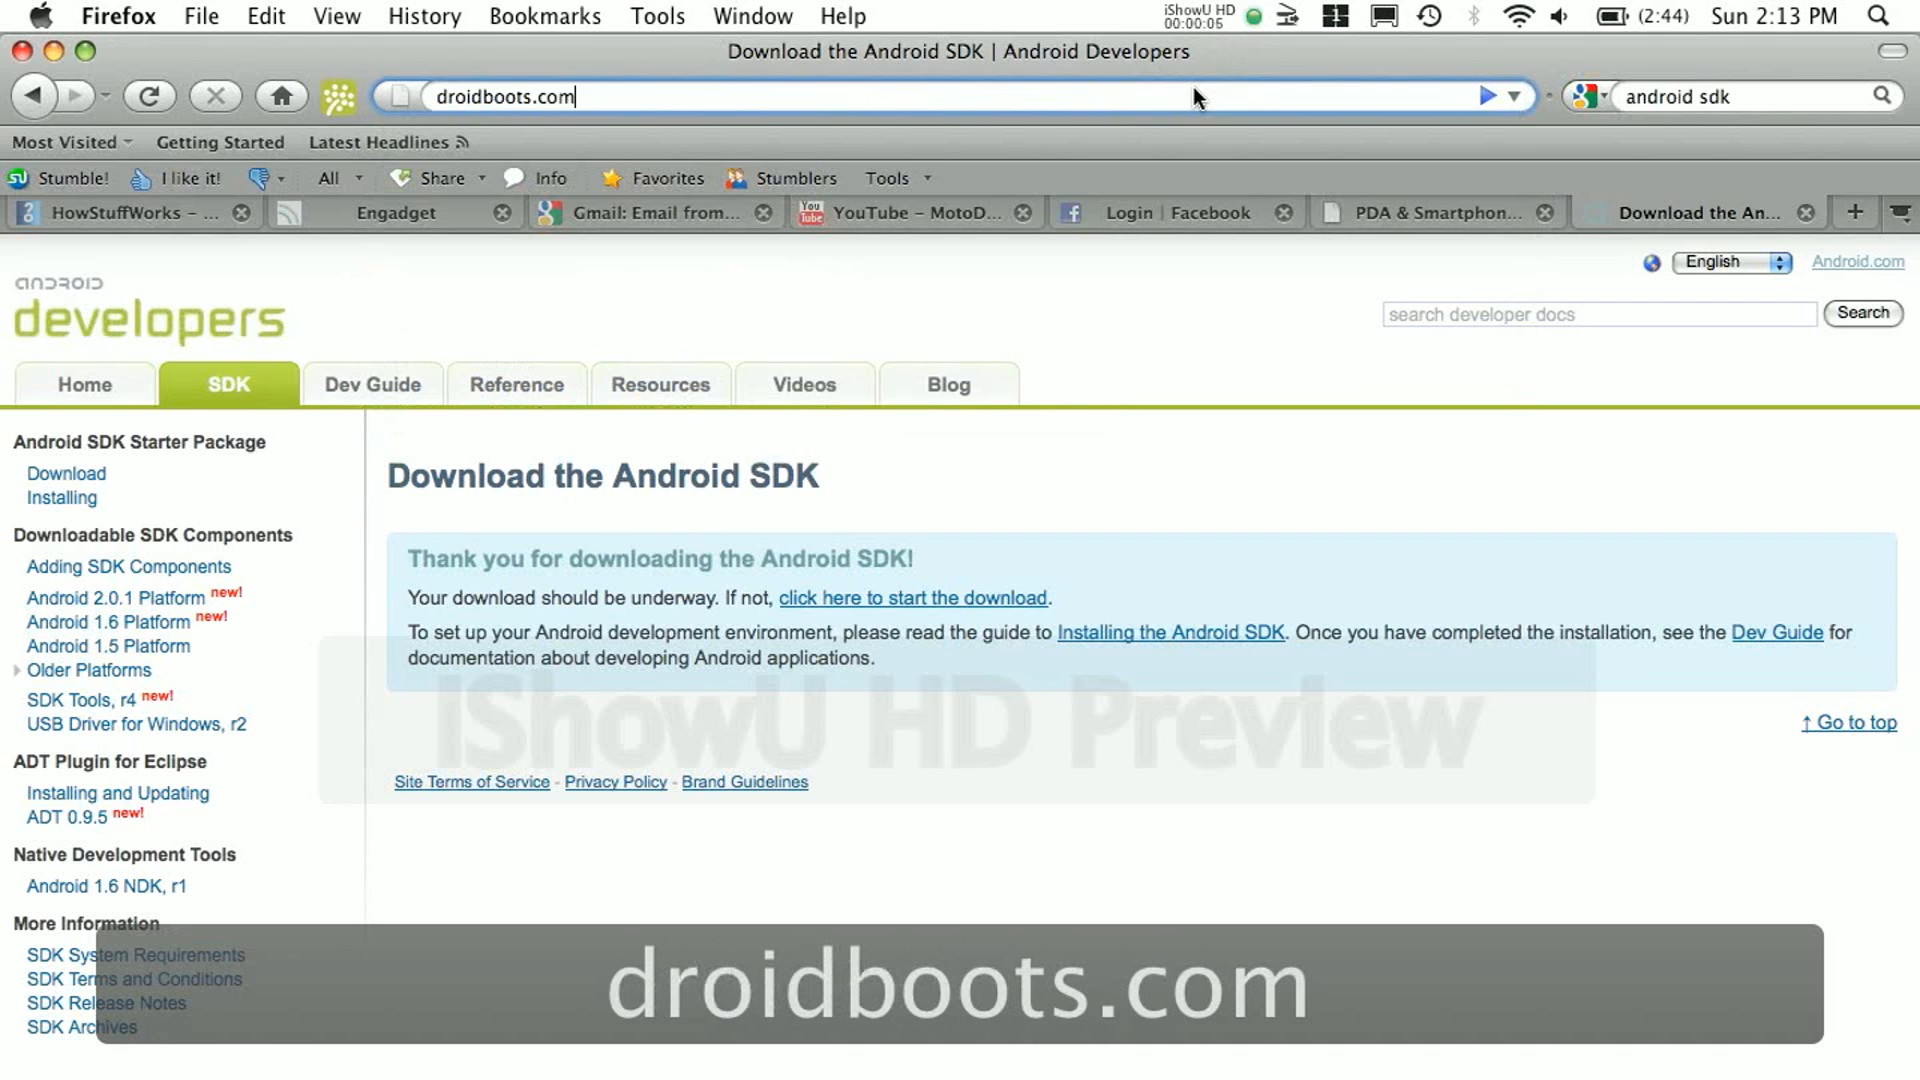 Firefox File Edit View History Bookmarks Tools Window Help iShowU HD 00:00:05 (2:44) Sun 2:13 PM
Download the Android SDK | Android Developers
droidboots.com android sdk
Most Visited Getting Started Latest Headlines
Stumble! I like it! All Share Info Favorites Stumblers Tools
HowStuffWorks – ... Engadget Gmail: Email from... YouTube – MotoD... Login | Facebook PDA & Smartphon... Download the An...
English Android.com
android
developers
search developer docs Search
Home SDK Dev Guide Reference Resources Videos Blog
Android SDK Starter Package
Download
Installing
Downloadable SDK Components
Adding SDK Components
Android 2.0.1 Platform new!
Android 1.6 Platform new!
Android 1.5 Platform
Older Platforms
SDK Tools, r4 new!
USB Driver for Windows, r2
ADT Plugin for Eclipse
Installing and Updating
ADT 0.9.5 new!
Native Development Tools
Android 1.6 NDK, r1
More Information
SDK System Requirements
SDK Terms and Conditions
SDK Release Notes
SDK Archives
Download the Android SDK
Thank you for downloading the Android SDK!
Your download should be underway. If not, click here to start the download.
To set up your Android development environment, please read the guide to Installing the Android SDK. Once you have completed the installation, see the Dev Guide for
documentation about developing Android applications.
iShowU HD Preview
↑ Go to top
Site Terms of Service - Privacy Policy - Brand Guidelines
droidboots.com